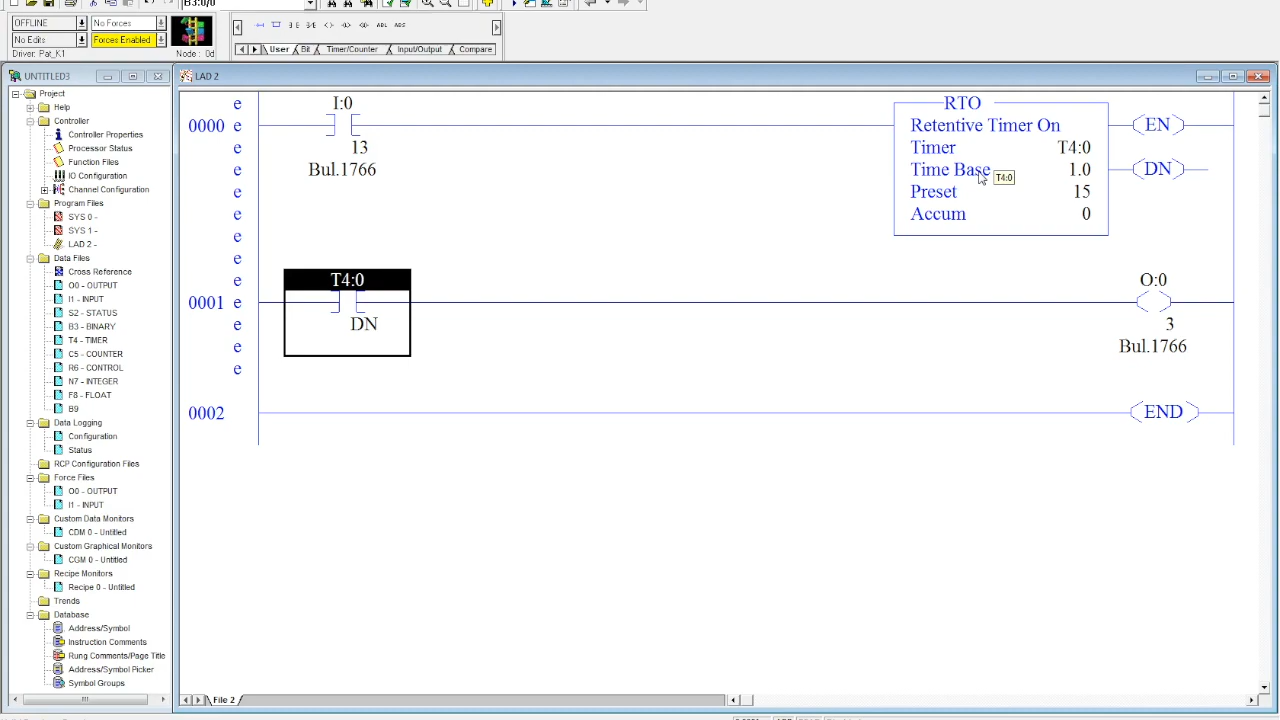 B3:0/0
OFFLINE No Forces
No Edits Forces Enabled
Driver: Pat_K1 Node : 0d
User Bit Timer/Counter Input/Output Compare
UNTITLED3
Project
Help
Controller
Controller Properties
Processor Status
Function Files
IO Configuration
Channel Configuration
Program Files
SYS 0 -
SYS 1 -
LAD 2 -
Data Files
Cross Reference
O0 - OUTPUT
I1 - INPUT
S2 - STATUS
B3 - BINARY
T4 - TIMER
C5 - COUNTER
R6 - CONTROL
N7 - INTEGER
F8 - FLOAT
B9
Data Logging
Configuration
Status
RCP Configuration Files
Force Files
O0 - OUTPUT
I1 - INPUT
Custom Data Monitors
CDM 0 - Untitled
Custom Graphical Monitors
CGM 0 - Untitled
Recipe Monitors
Recipe 0 - Untitled
Trends
Database
Address/Symbol
Instruction Comments
Rung Comments/Page Title
Address/Symbol Picker
Symbol Groups
LAD 2
e I:0 RTO
0000 e Retentive Timer On EN
e 13 Timer T4:0
e Bul.1766 Time Base 1.0 DN
T4:0
e Preset 15
e Accum 0
e
e
e T4:0 O:0
0001 e
e DN 3
e Bul.1766
e
0002 END
File 2